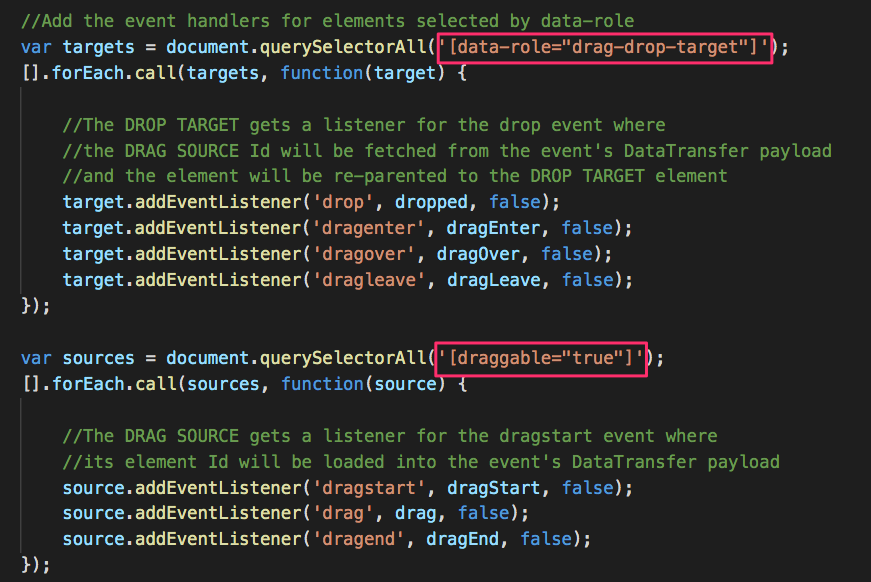 //Add the event handlers for elements selected by data-role
var targets = document.querySelectorAll('[data-role="drag-drop-target"]');
[].forEach.call(targets, function(target) {
//The DROP TARGET gets a listener for the drop event where
//the DRAG SOURCE Id will be fetched from the event's DataTransfer payload
//and the element will be re-parented to the DROP TARGET element
target.addEventListener('drop', dropped, false);
target.addEventListener('dragenter', dragEnter, false);
target.addEventListener('dragover', dragOver, false);
target.addEventListener('dragleave', dragLeave, false);
});
var sources = document.querySelectorAll('[draggable="true"]');
[].forEach.call(sources, function(source) {
//The DRAG SOURCE gets a listener for the dragstart event where
//its element Id will be loaded into the event's DataTransfer payload
source.addEventListener('dragstart', dragStart, false);
source.addEventListener('drag', drag, false);
source.addEventListener('dragend', dragEnd, false);
});